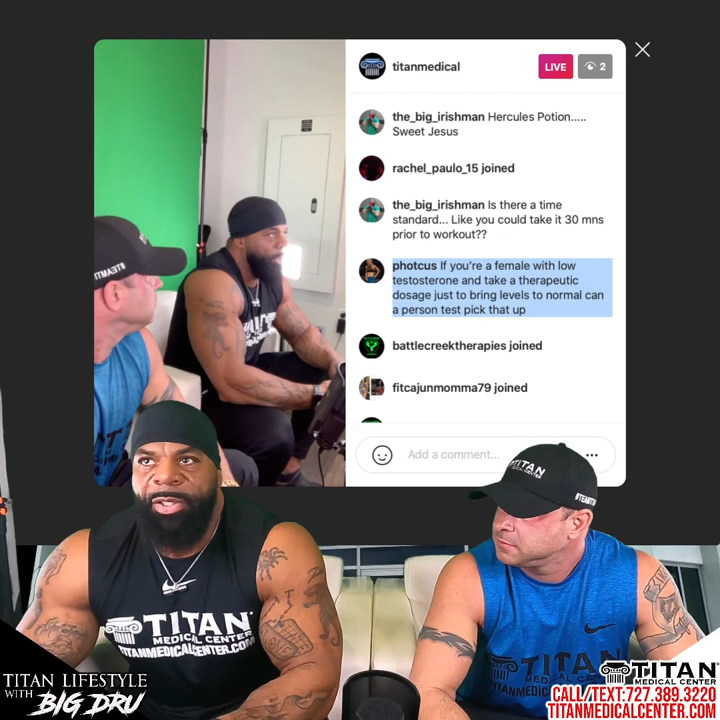 titanmedical
LIVE
2
the_big_irishman Hercules Potion.....
Sweet Jesus
rachel_paulo_15 joined
the_big_irishman Is there a time
standard... Like you could take it 30 mns
prior to workout??
photcus If you’re a female with low
testosterone and take a therapeutic
dosage just to bring levels to normal can
a person test pick that up
battlecreektherapies joined
fitcajunmomma79 joined
Add a comment...
TITAN
MEDICAL CENTER
TITAN
MEDICAL CENTER
TITANMEDICALCENTER.COM
TITAN
TITAN LIFESTYLE
WITH BIG DRU
TITAN
MEDICAL CENTER
CALL/TEXT:727.389.3220
TITANMEDICALCENTER.COM